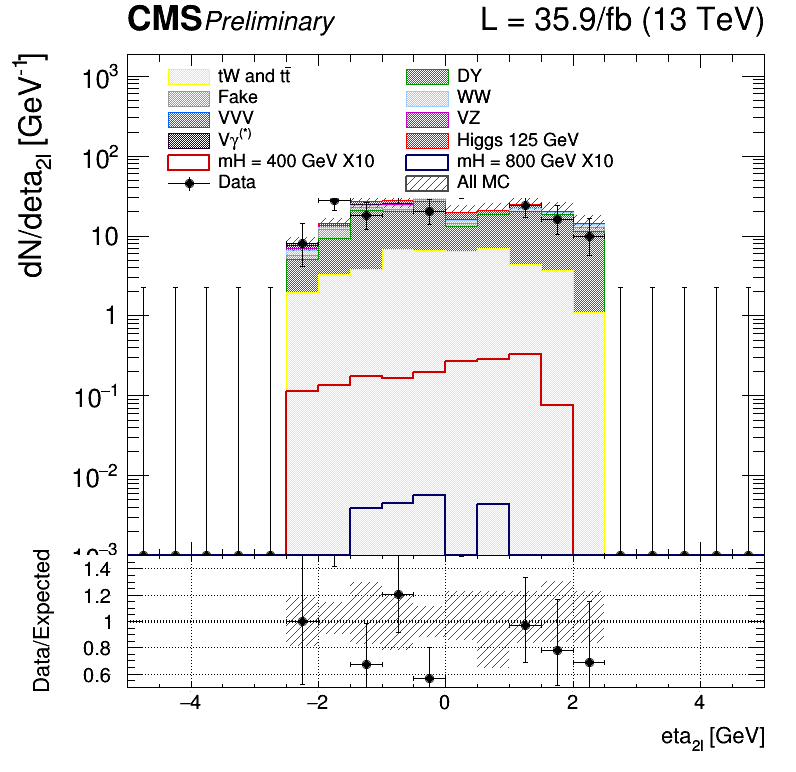 CMS Preliminary L = 35.9/fb (13 TeV)
dN/deta2l [GeV-1]
10³
10²
10
1
10⁻¹
10⁻²
10⁻³
tW and tt̄
DY
Fake
WW
VVV
VZ
Vγ(*)
Higgs 125 GeV
mH = 400 GeV X10
mH = 800 GeV X10
Data
All MC
Data/Expected
1.4
1.2
1
0.8
0.6
−4 −2 0 2 4
eta2l [GeV]